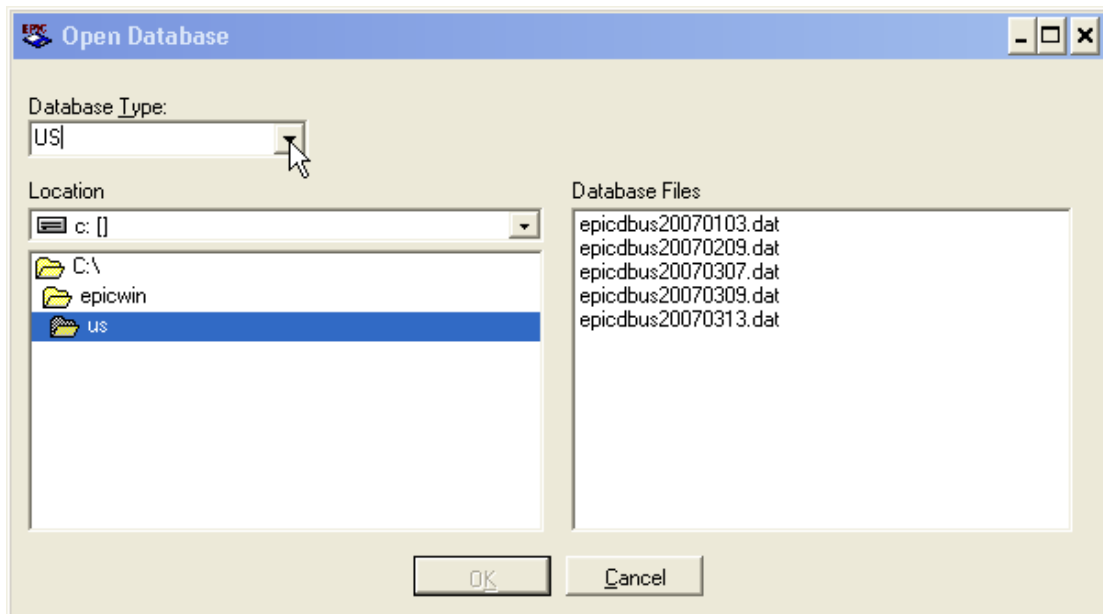 EPIC
Open Database
Database Type:
US
Location
Database Files
c: []
C:\
epicwin
us
epicdbus20070103.dat
epicdbus20070209.dat
epicdbus20070307.dat
epicdbus20070309.dat
epicdbus20070313.dat
OK
Cancel